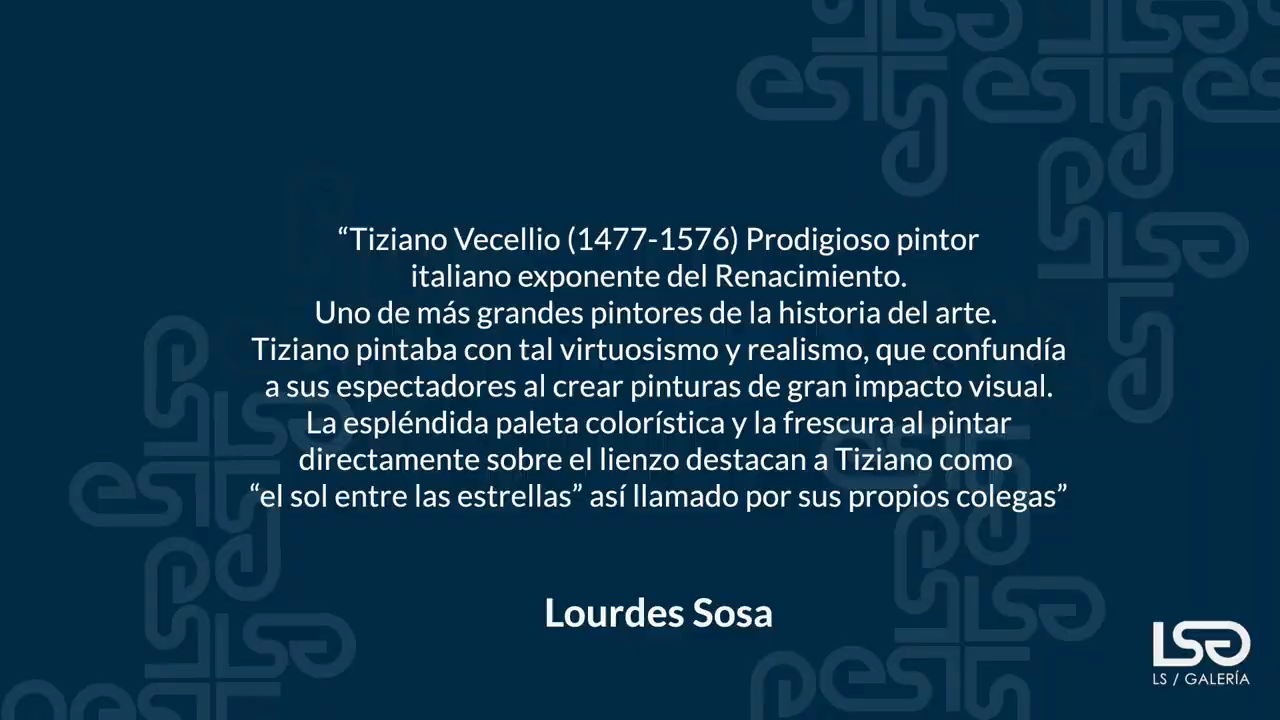 “Tiziano Vecellio (1477-1576) Prodigioso pintor
italiano exponente del Renacimiento.
Uno de más grandes pintores de la historia del arte.
Tiziano pintaba con tal virtuosismo y realismo, que confundía
a sus espectadores al crear pinturas de gran impacto visual.
La espléndida paleta colorística y la frescura al pintar
directamente sobre el lienzo destacan a Tiziano como
“el sol entre las estrellas” así llamado por sus propios colegas”
Lourdes Sosa
LSG
LS / GALERÍA